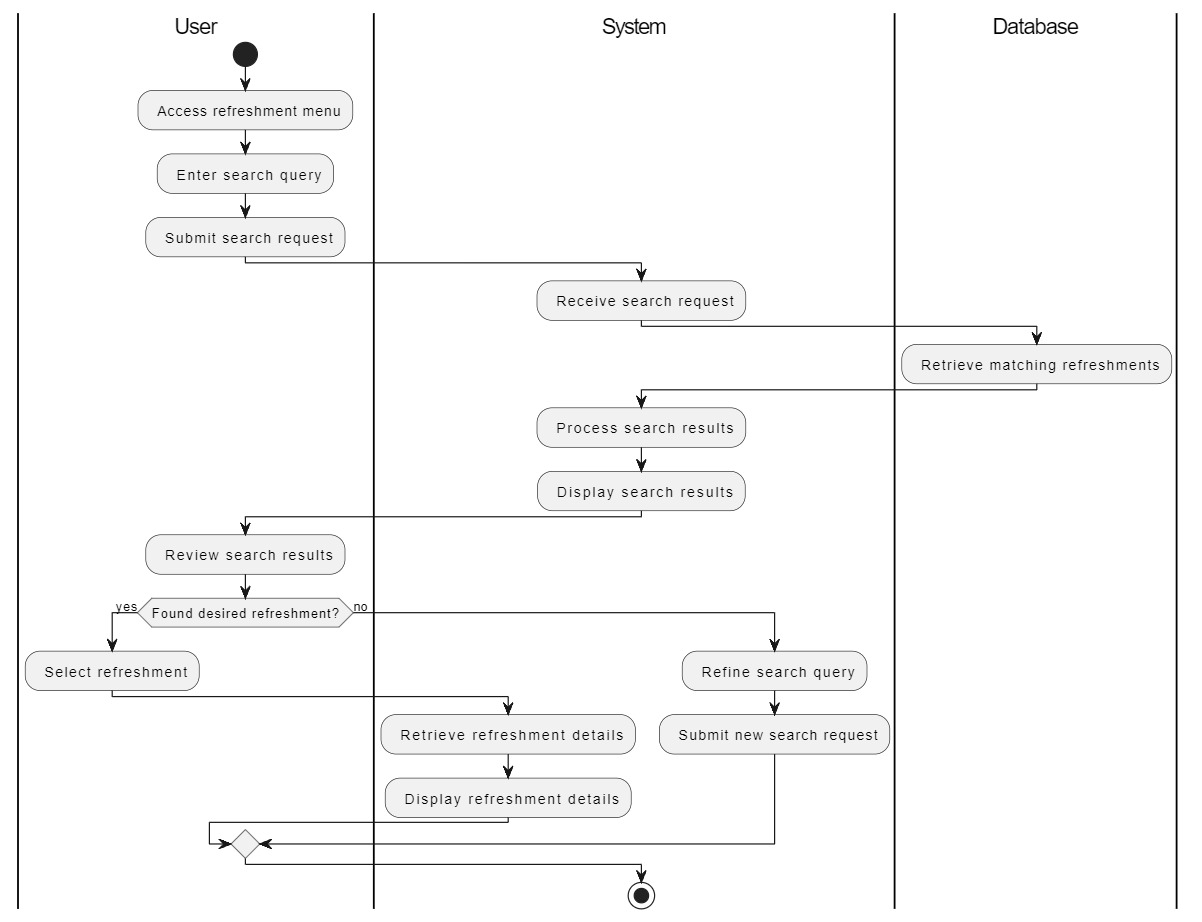 User
System
Database
Access refreshment menu
Enter search query
Submit search request
Receive search request
Retrieve matching refreshments
Process search results
Display search results
Review search results
yes
Found desired refreshment?
no
Select refreshment
Refine search query
Retrieve refreshment details
Submit new search request
Display refreshment details